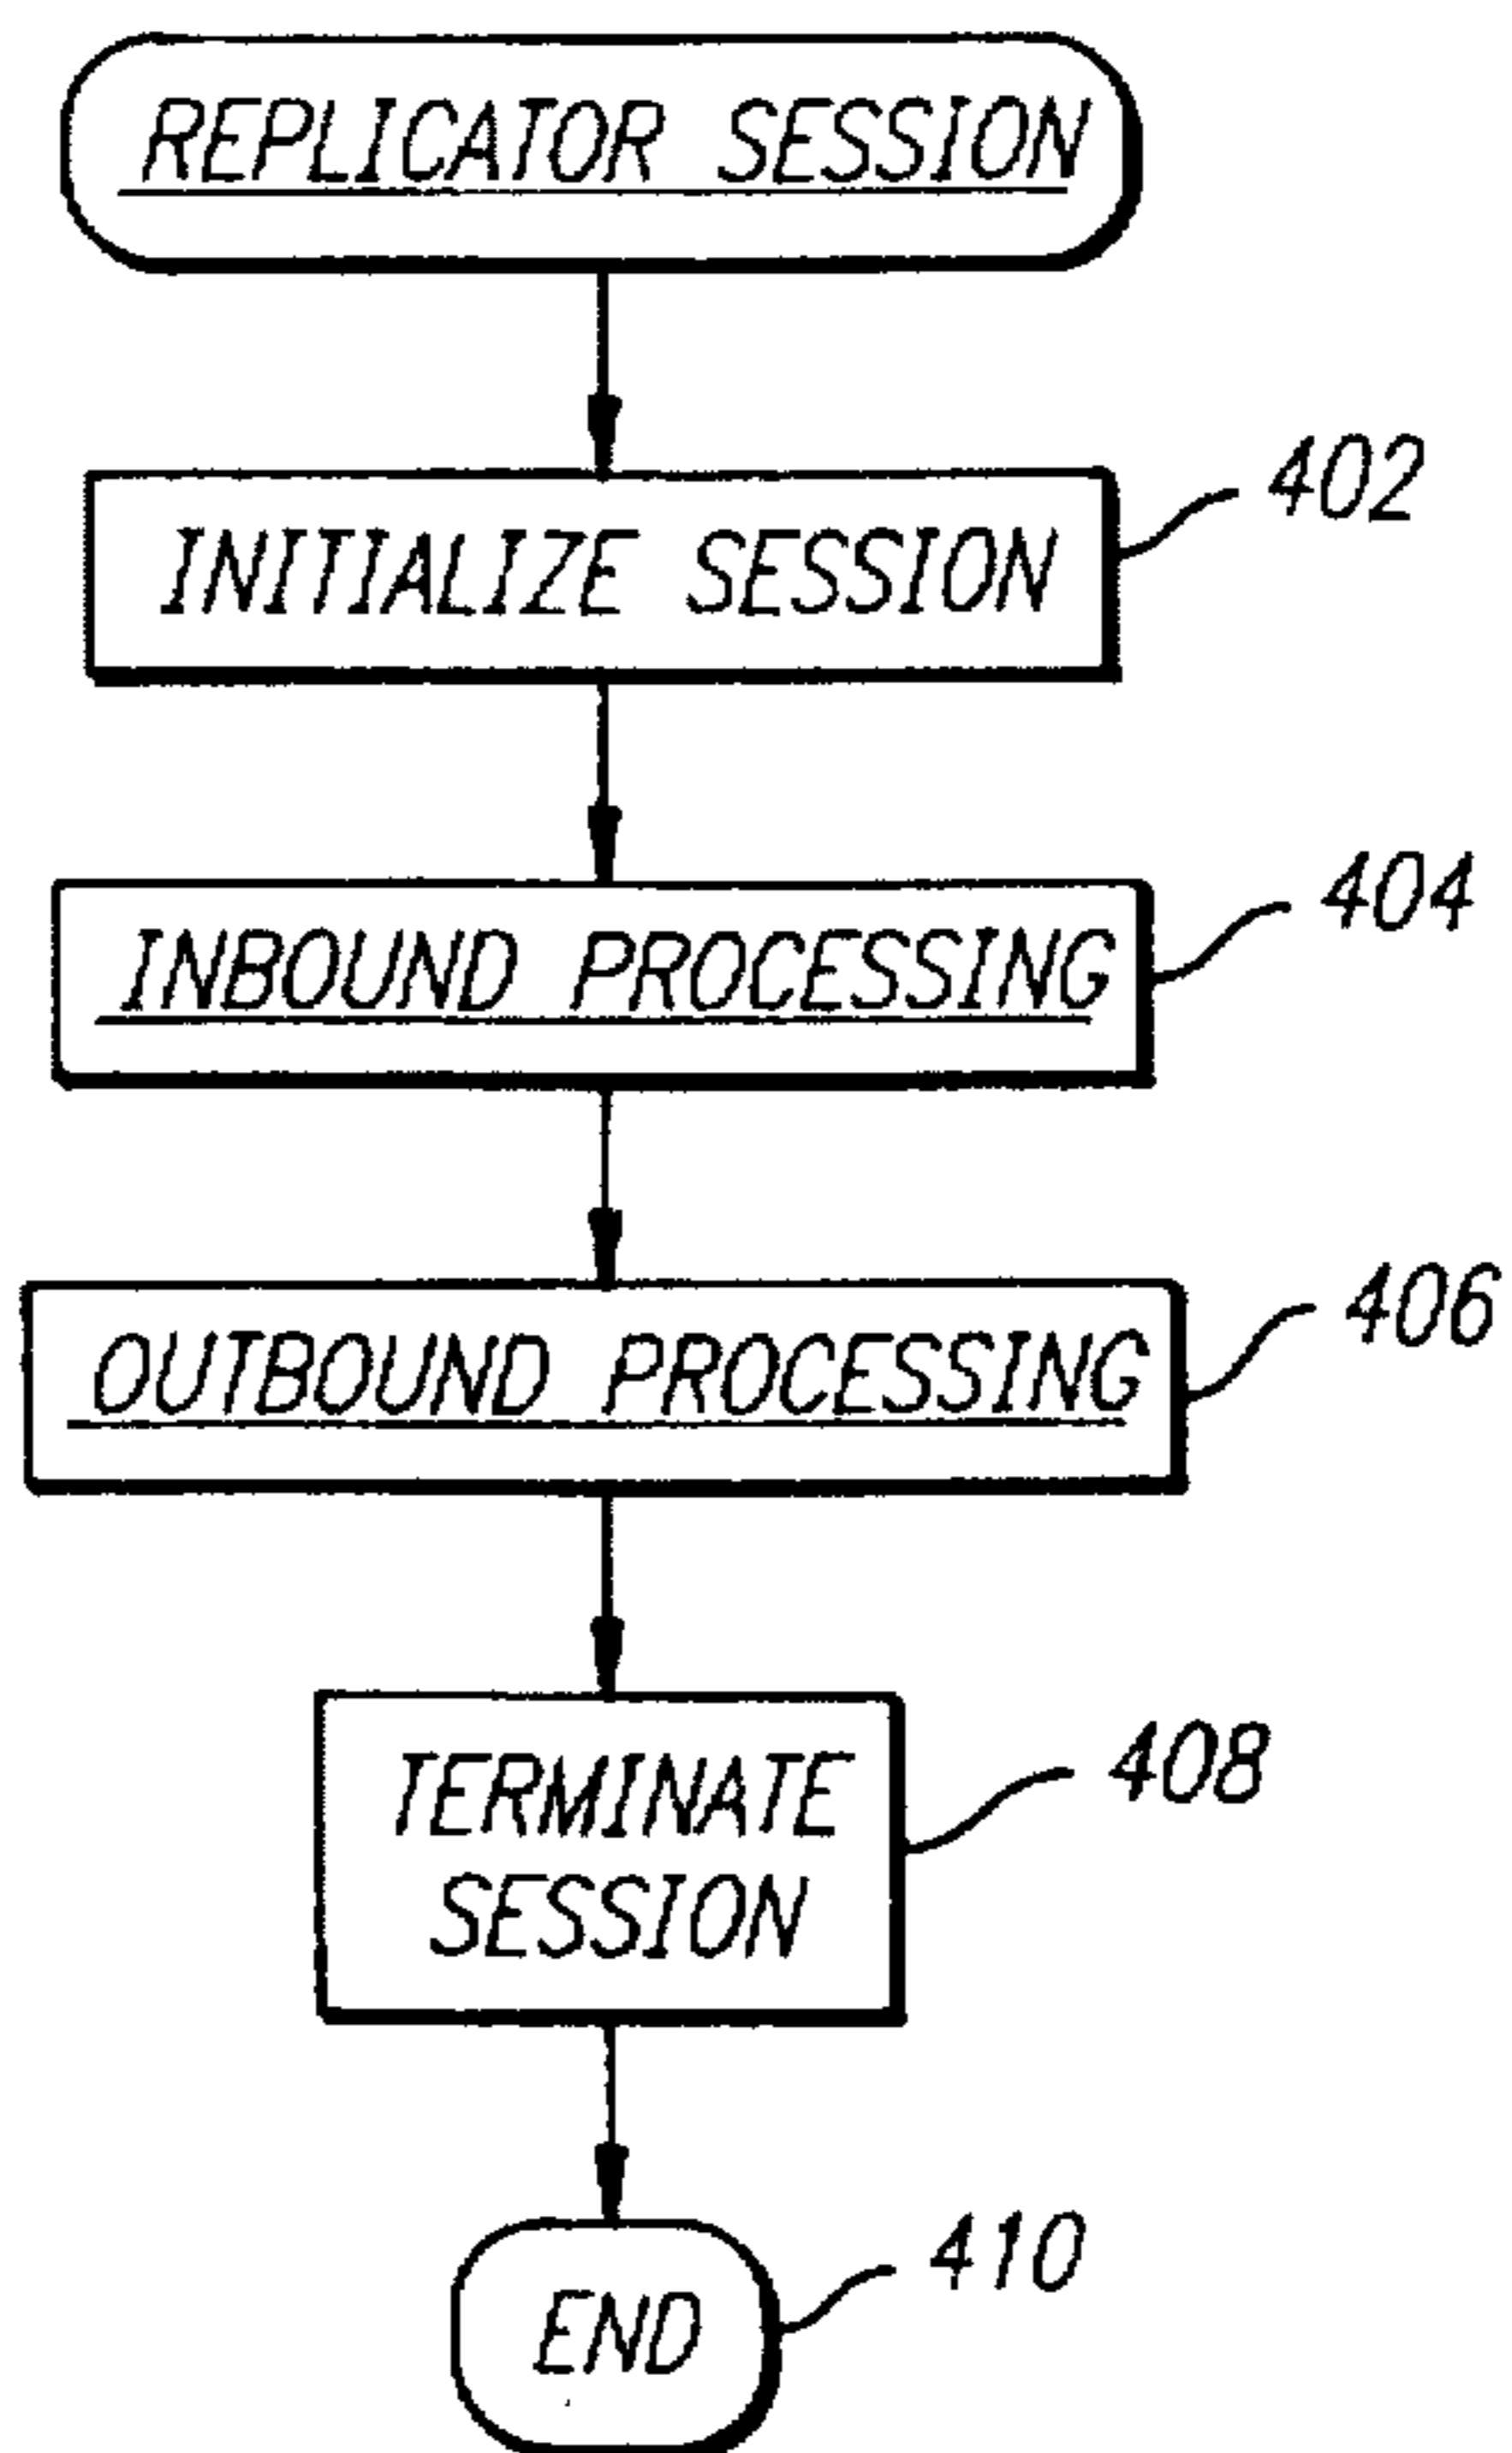 REPLICATOR SESSION
402
INITIALIZE SESSION
404
INBOUND PROCESSING
406
OUTBOUND PROCESSING
408
TERMINATE
SESSION
410
END